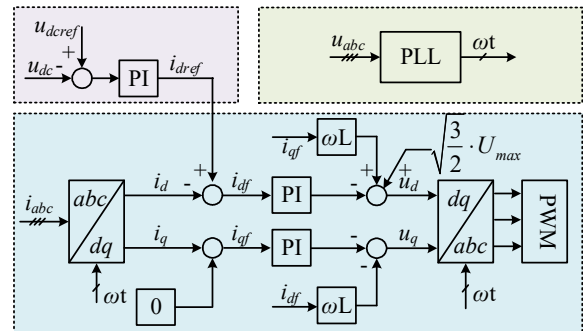 u_dcref
+
u_dc
-
PI
i_dref
u_abc
PLL
ωt
i_qf
ωL
√(3/2) · U_max
i_abc
abc
dq
i_d
-
+
i_df
PI
-
+
+
u_d
dq
abc
PWM
i_q
i_qf
PI
-
-
u_q
ωt
0
i_df
ωL
ωt